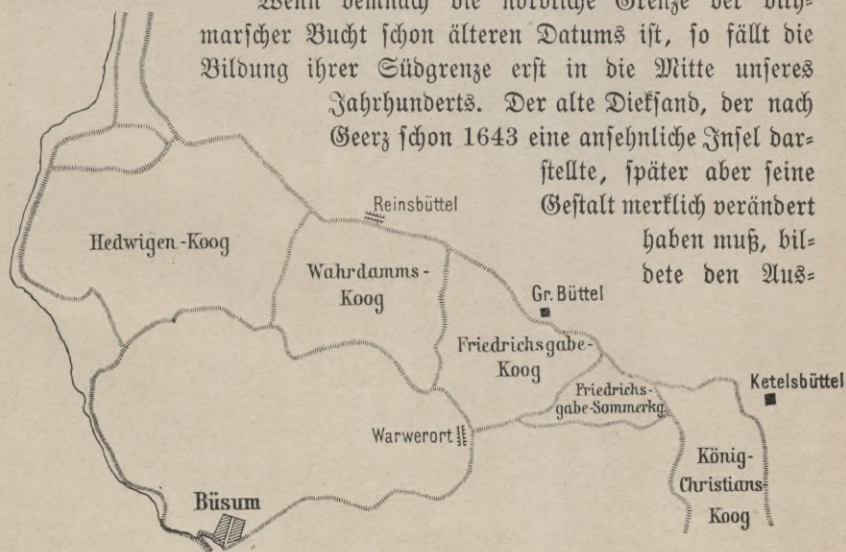 Wenn demnach die nördliche Grenze der dith-
marscher Bucht schon älteren Datums ist, so fällt die
Bildung ihrer Südgrenze erst in die Mitte unseres
Jahrhunderts. Der alte Dieksand, der nach
Geerz schon 1643 eine ansehnliche Insel dar-
stellte, später aber seine
Gestalt merklich verändert
haben muß, bil-
dete den Aus-
Reinsbüttel
Hedwigen-Koog
Wahrdamms-
Koog
Gr. Büttel
Friedrichsgabe-
Koog
Friedrichs-
gabe-Sommerkg.
Ketelsbüttel
Warwerort
König-
Christians-
Koog
Büsum